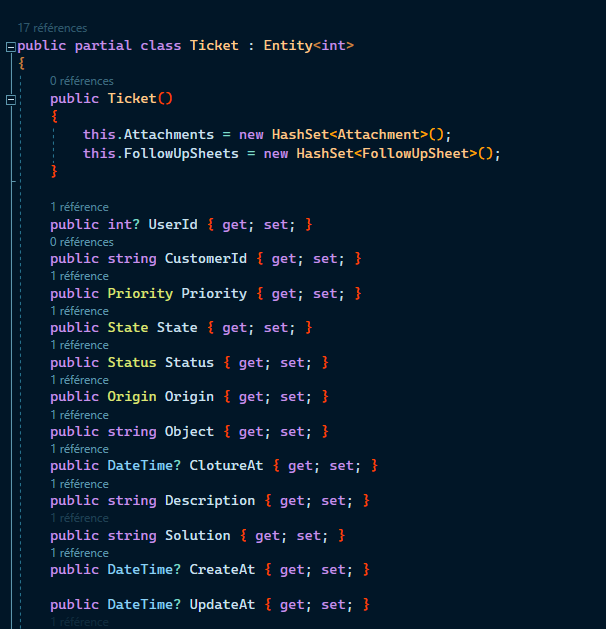 17 références
public partial class Ticket : Entity<int>
{
0 références
public Ticket()
{
this.Attachments = new HashSet<Attachment>();
this.FollowUpSheets = new HashSet<FollowUpSheet>();
}
1 référence
public int? UserId { get; set; }
0 références
public string CustomerId { get; set; }
1 référence
public Priority Priority { get; set; }
1 référence
public State State { get; set; }
1 référence
public Status Status { get; set; }
1 référence
public Origin Origin { get; set; }
1 référence
public string Object { get; set; }
1 référence
public DateTime? ClotureAt { get; set; }
1 référence
public string Description { get; set; }
1 référence
public string Solution { get; set; }
1 référence
public DateTime? CreateAt { get; set; }
public DateTime? UpdateAt { get; set; }
1 référence